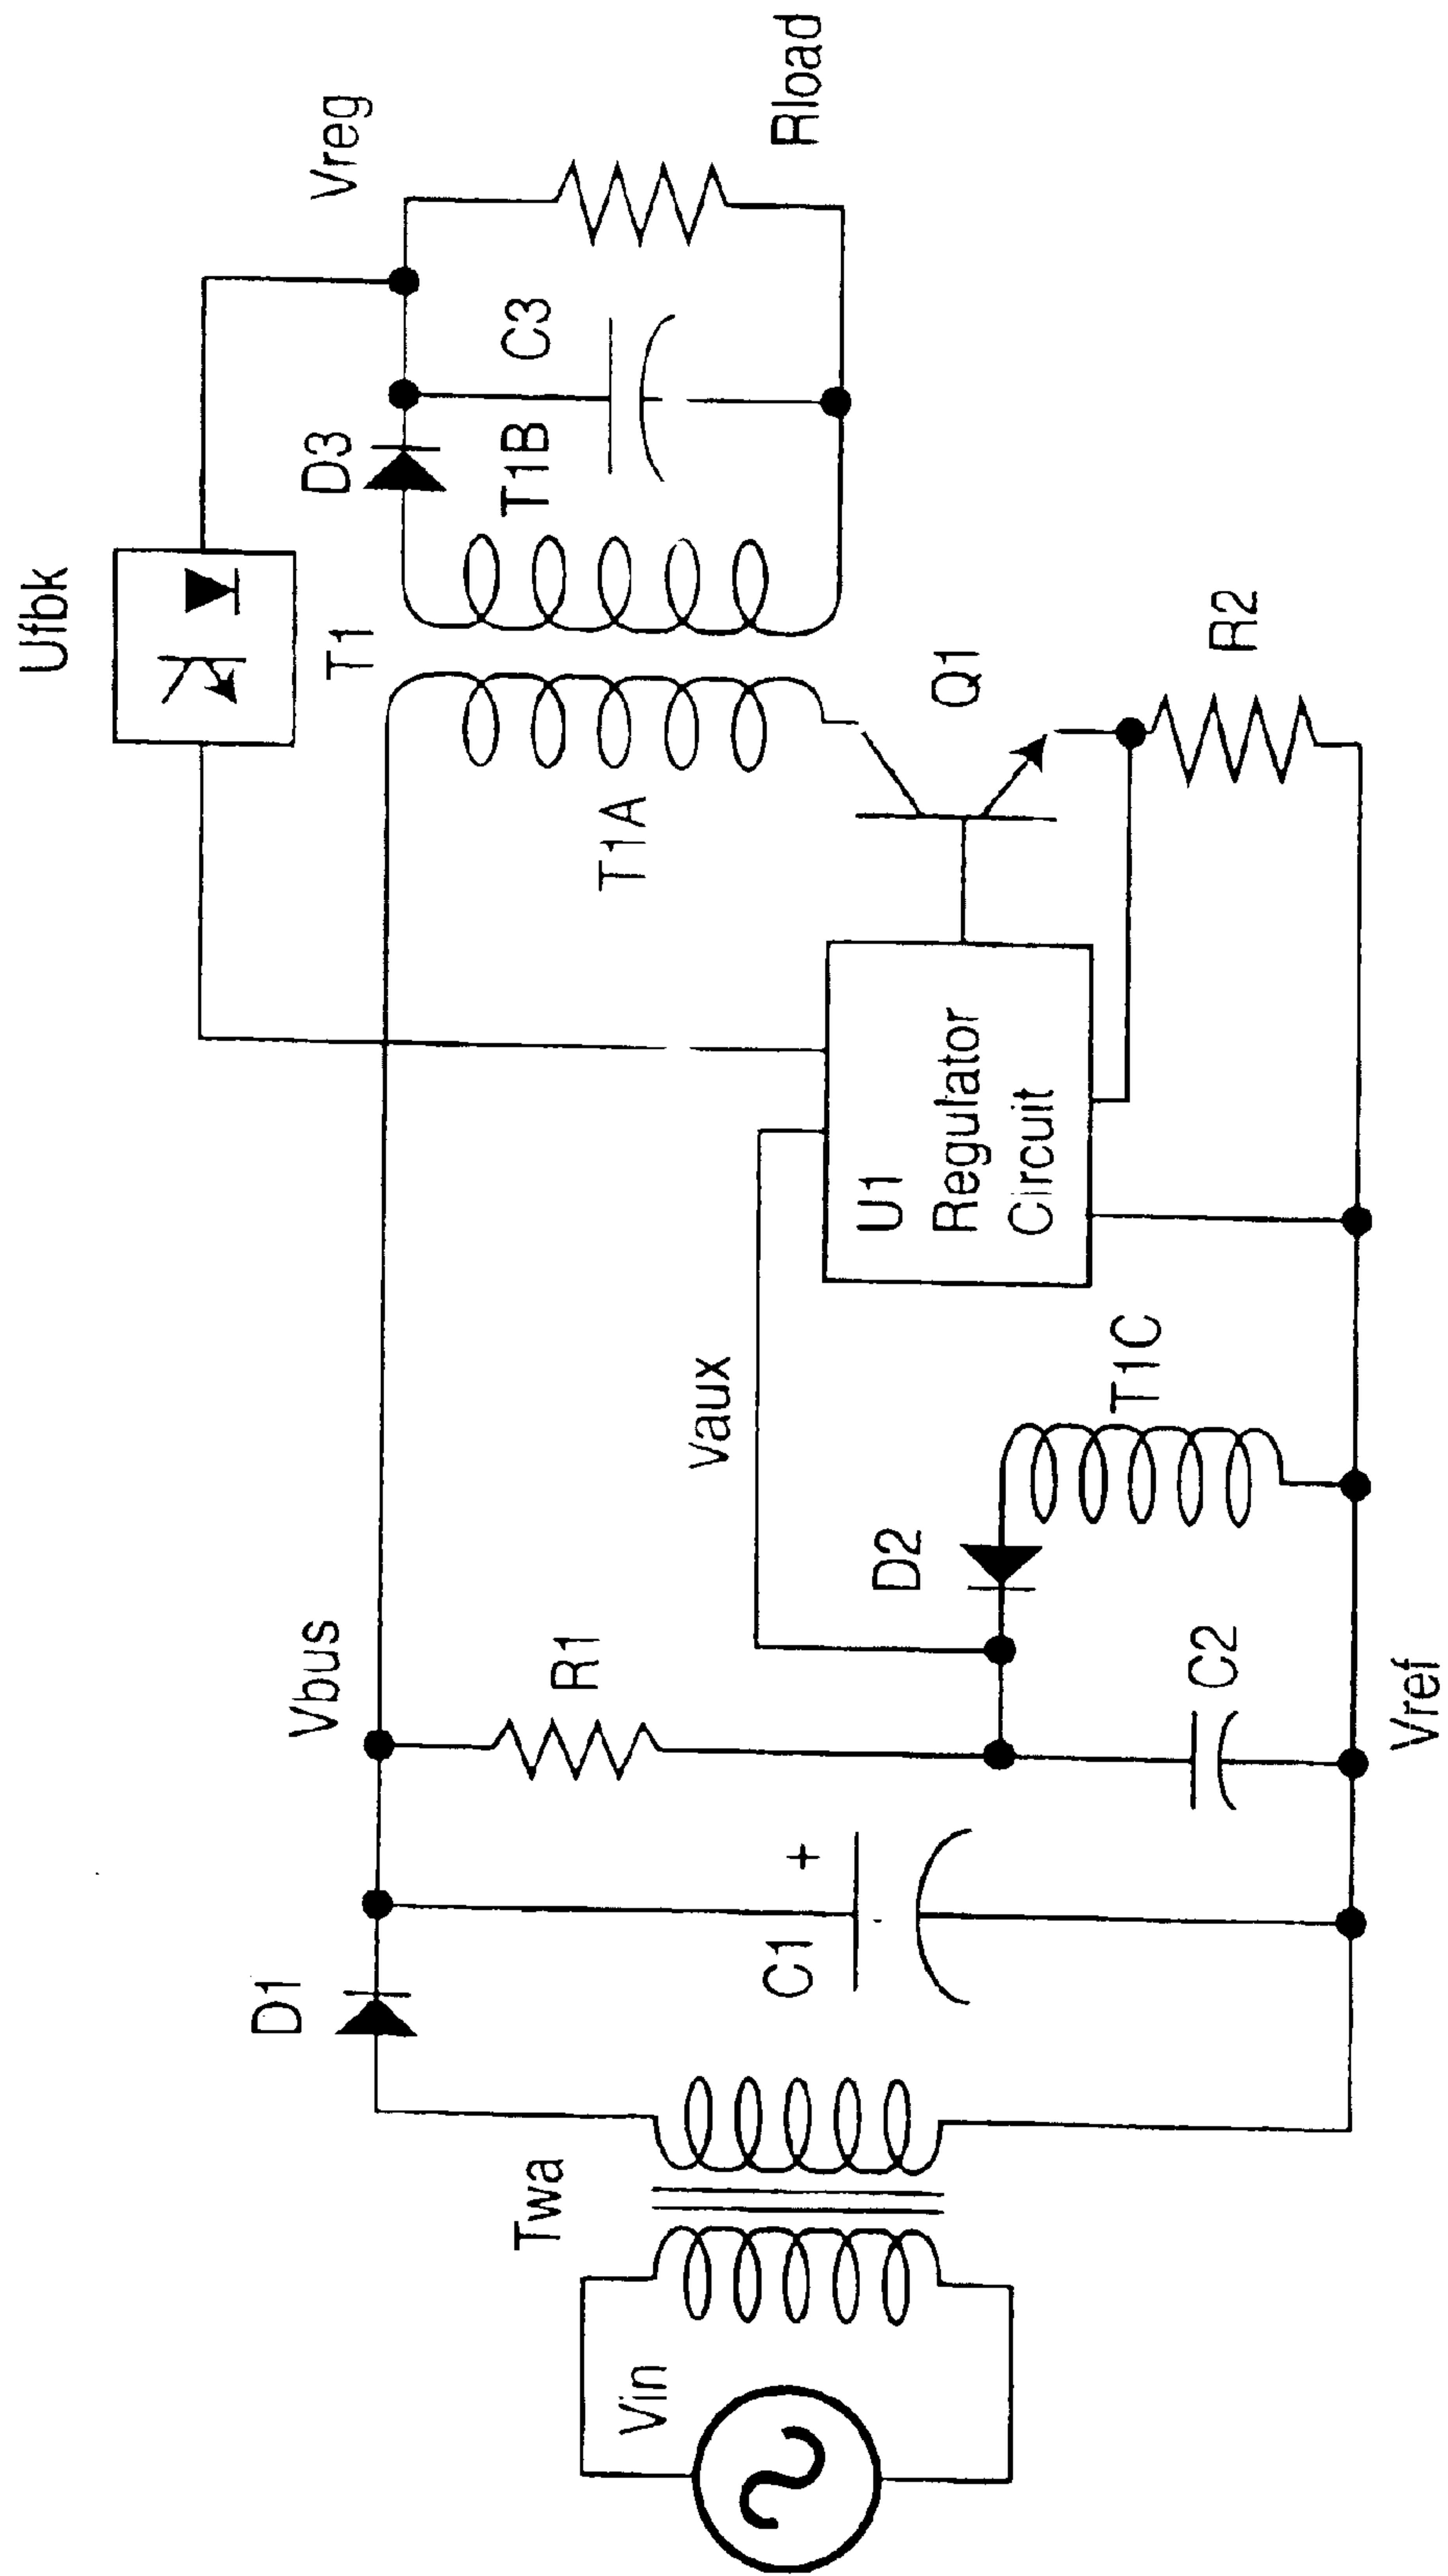 Ufbk
Vreg
D3
C3
T1B
Rload
T1
T1A
Q1
R2
Vbus
D1
R1
Vaux
U1
Regulator
Circuit
D2
T1C
C1
+
C2
Vref
Twa
Vin